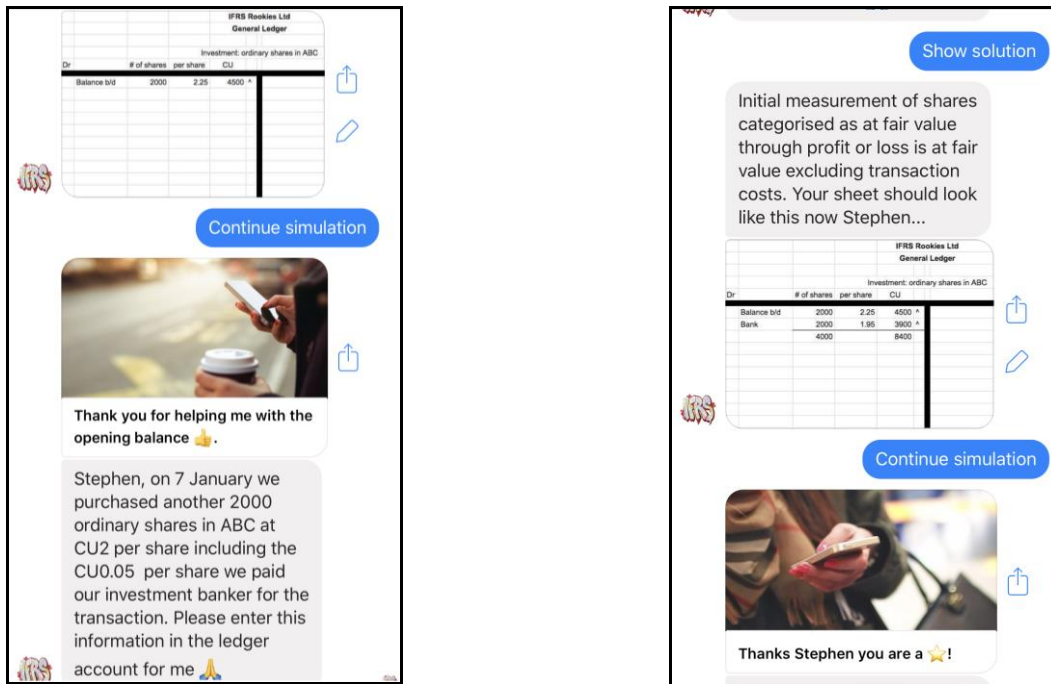 IFRS Rookies Ltd
General Ledger
Investment: ordinary shares in ABC
Dr # of shares per share CU
Balance b/d 2000 2.25 4500 ^
IFRS
Continue simulation
Thank you for helping me with the
opening balance 👍.
Stephen, on 7 January we
purchased another 2000
ordinary shares in ABC at
CU2 per share including the
CU0.05 per share we paid
our investment banker for the
transaction. Please enter this
information in the ledger
account for me 🙏
IFRS
Show solution
Initial measurement of shares
categorised as at fair value
through profit or loss is at fair
value excluding transaction
costs. Your sheet should look
like this now Stephen...
IFRS Rookies Ltd
General Ledger
Investment: ordinary shares in ABC
Dr # of shares per share CU
Balance b/d 2000 2.25 4500 ^
Bank 2000 1.95 3900 ^
4000 8400
IFRS
Continue simulation
Thanks Stephen you are a ⭐!